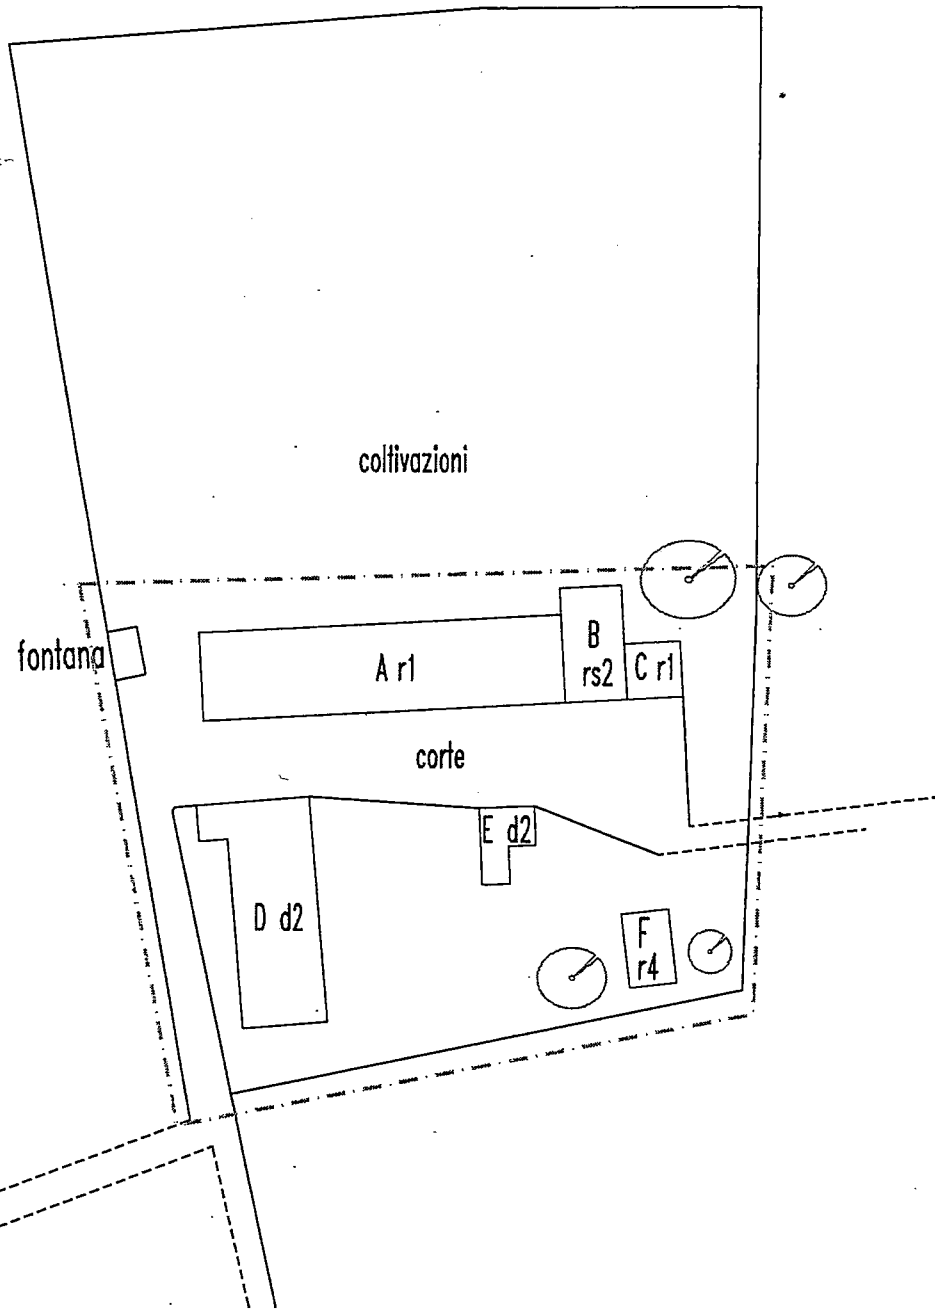 coltivazioni
fontana
A r1
B
rs2
C r1
corte
E d2
D d2
F
r4